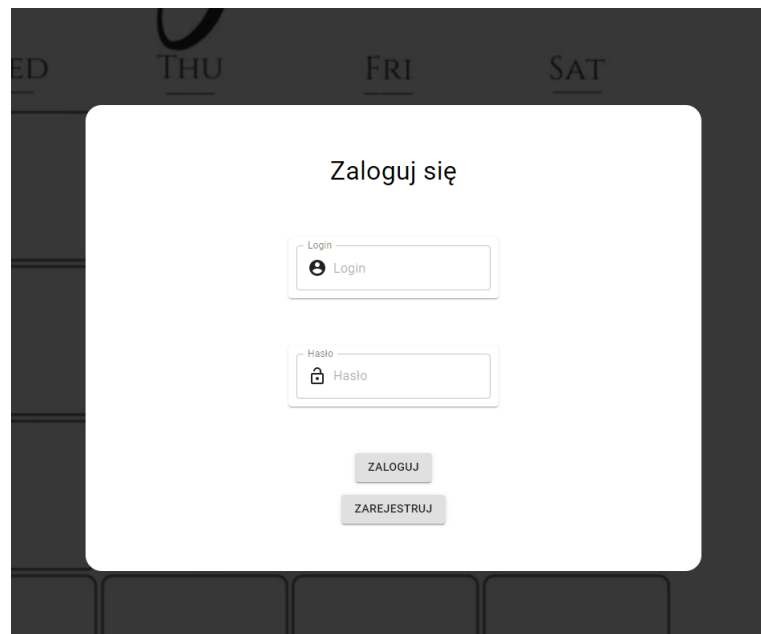 ED THU FRI SAT
Zaloguj się
Login
Login
Hasło
Hasło
ZALOGUJ
ZAREJESTRUJ